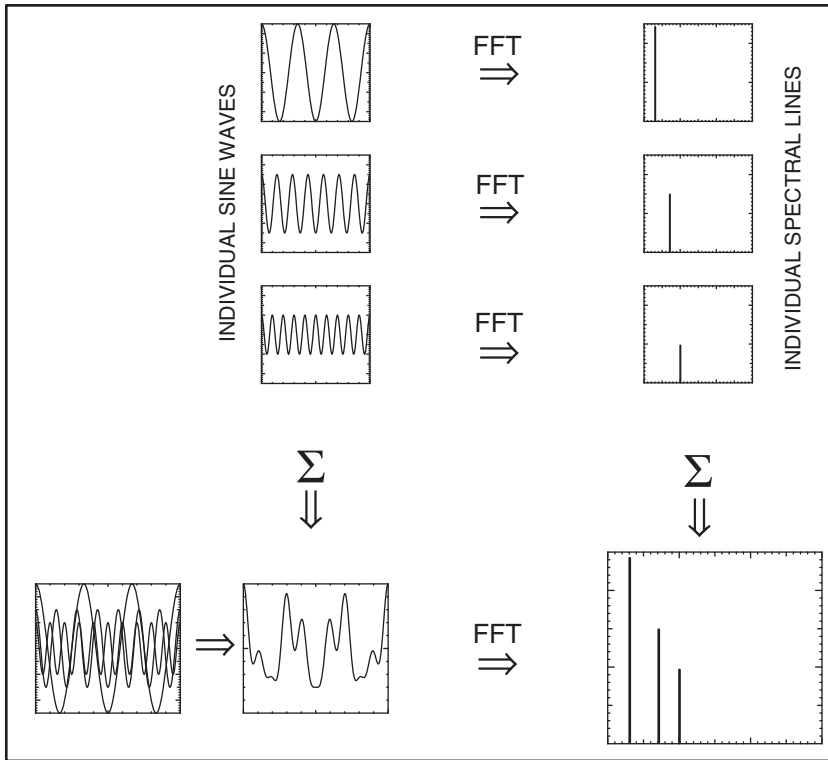 INDIVIDUAL SINE WAVES
FFT
⇒
INDIVIDUAL SPECTRAL LINES
FFT
⇒
FFT
⇒
Σ
⇓
Σ
⇓
⇒
FFT
⇒